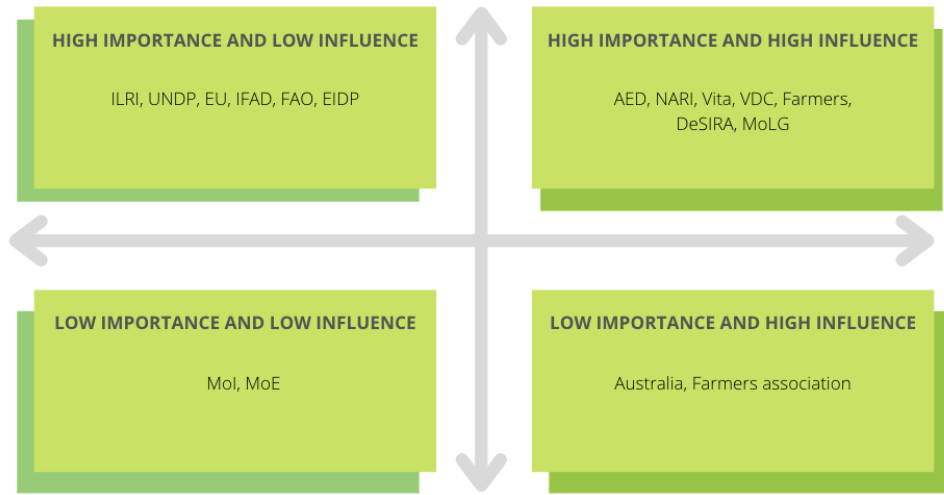 HIGH IMPORTANCE AND LOW INFLUENCE
ILRI, UNDP, EU, IFAD, FAO, EIDP
HIGH IMPORTANCE AND HIGH INFLUENCE
AED, NARI, Vita, VDC, Farmers,
DeSIRA, MoLG
LOW IMPORTANCE AND LOW INFLUENCE
MoI, MoE
LOW IMPORTANCE AND HIGH INFLUENCE
Australia, Farmers association